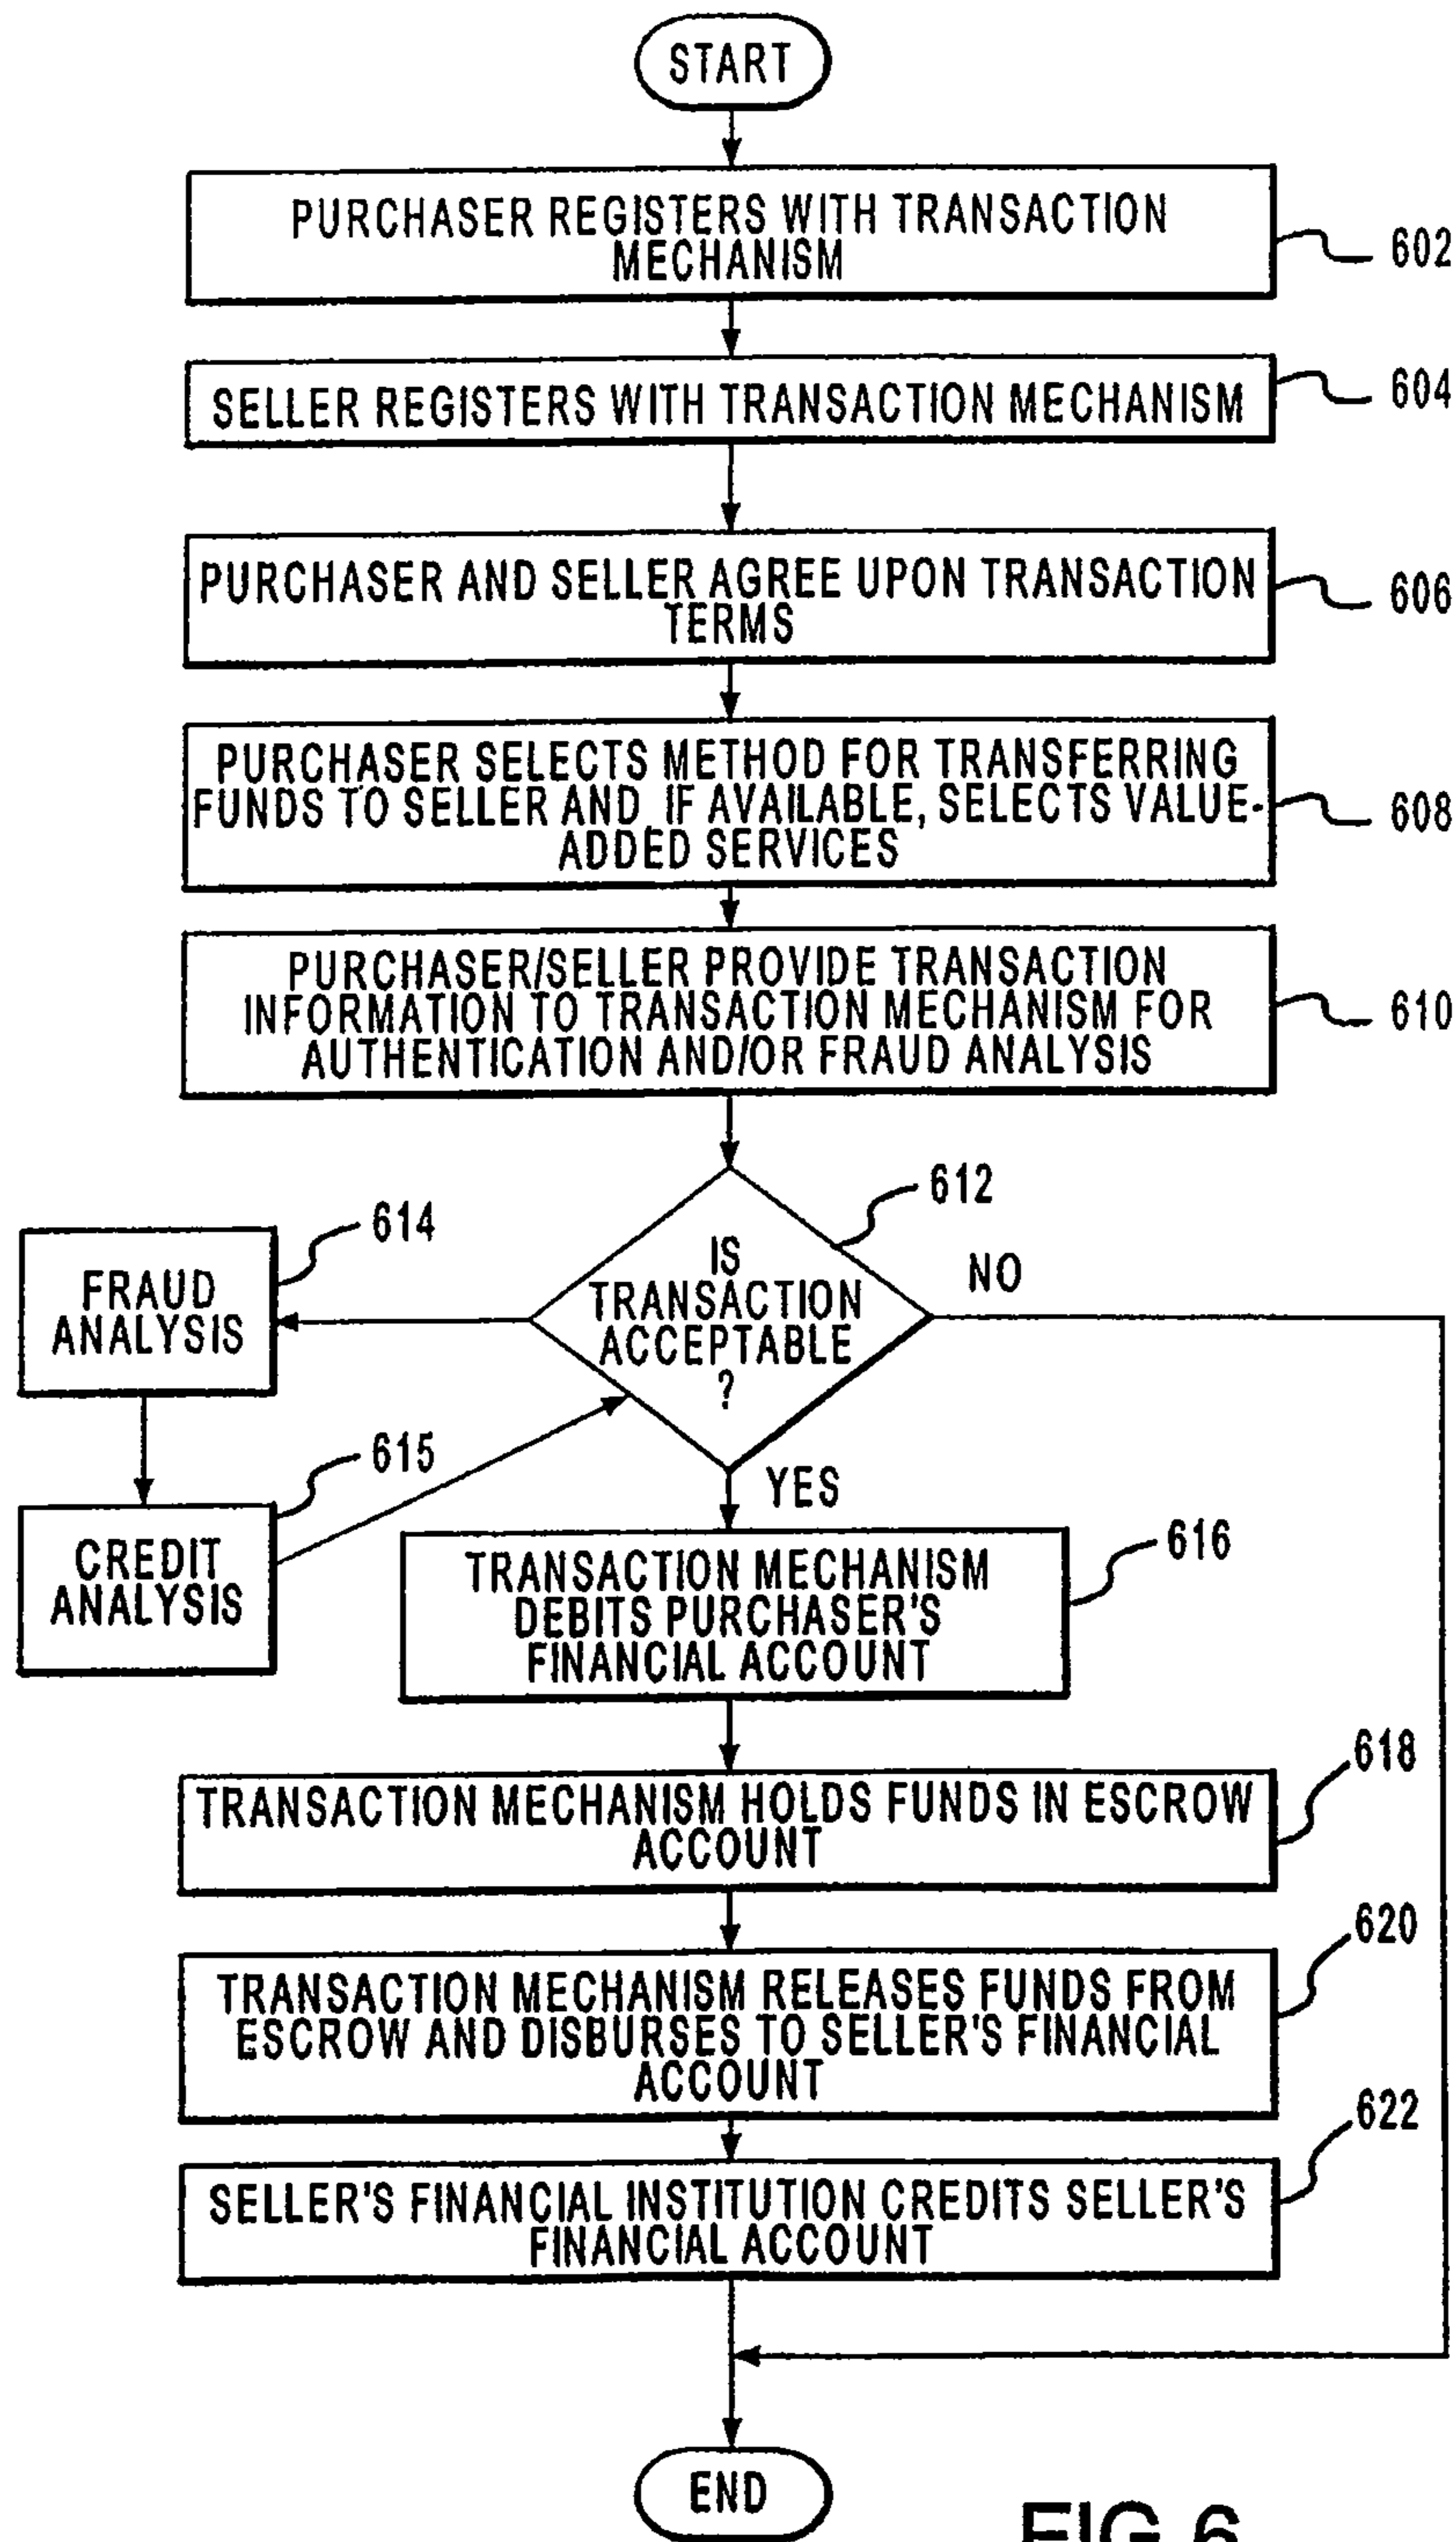 START
PURCHASER REGISTERS WITH TRANSACTION
MECHANISM
602
SELLER REGISTERS WITH TRANSACTION MECHANISM
604
PURCHASER AND SELLER AGREE UPON TRANSACTION
TERMS
606
PURCHASER SELECTS METHOD FOR TRANSFERRING
FUNDS TO SELLER AND, IF AVAILABLE, SELECTS VALUE-
ADDED SERVICES
608
PURCHASER/SELLER PROVIDE TRANSACTION
INFORMATION TO TRANSACTION MECHANISM FOR
AUTHENTICATION AND/OR FRAUD ANALYSIS
610
612
IS
TRANSACTION
ACCEPTABLE
?
NO
614
FRAUD
ANALYSIS
615
CREDIT
ANALYSIS
YES
616
TRANSACTION MECHANISM
DEBITS PURCHASER'S
FINANCIAL ACCOUNT
618
TRANSACTION MECHANISM HOLDS FUNDS IN ESCROW
ACCOUNT
620
TRANSACTION MECHANISM RELEASES FUNDS FROM
ESCROW AND DISBURSES TO SELLER'S FINANCIAL
ACCOUNT
622
SELLER'S FINANCIAL INSTITUTION CREDITS SELLER'S
FINANCIAL ACCOUNT
END
FIG.6